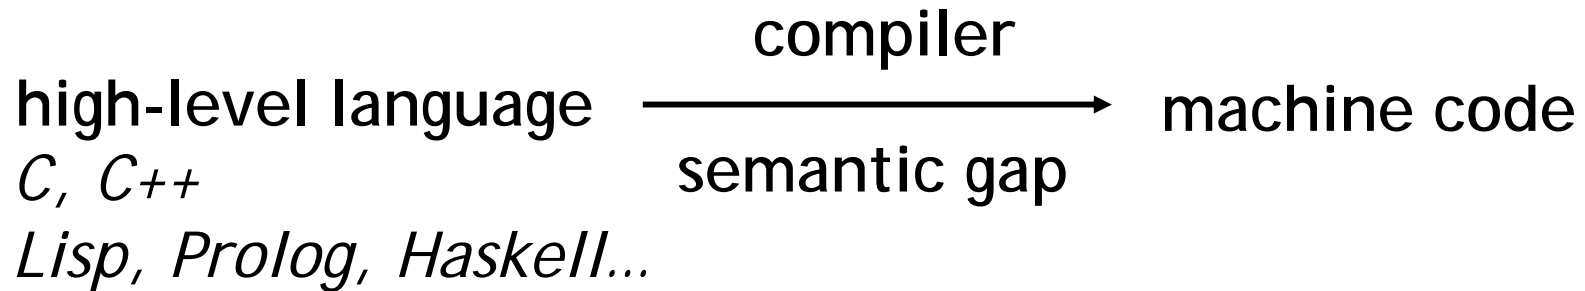 compiler
high-level language
machine code
semantic gap
C, C++
Lisp, Prolog, Haskell...